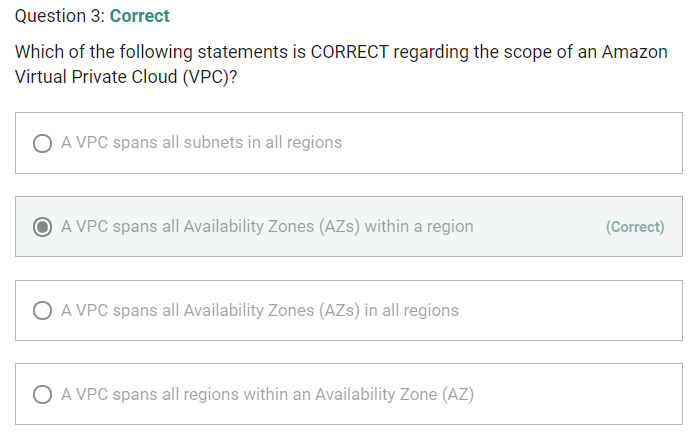 Question 3: Correct
Which of the following statements is CORRECT regarding the scope of an Amazon
Virtual Private Cloud (VPC)?
A VPC spans all subnets in all regions
A VPC spans all Availability Zones (AZs) within a region (Correct)
A VPC spans all Availability Zones (AZs) in all regions
A VPC spans all regions within an Availability Zone (AZ)